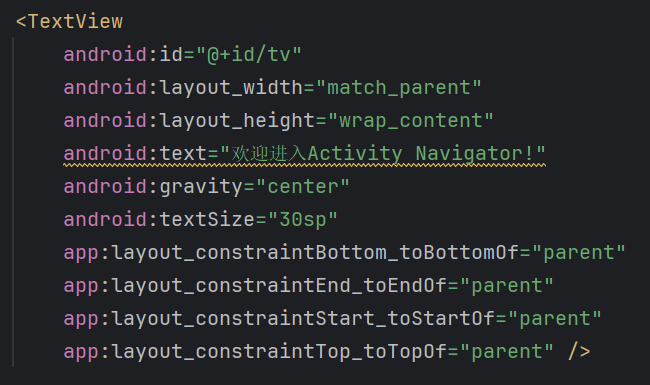 <TextView
android:id="@+id/tv"
android:layout_width="match_parent"
android:layout_height="wrap_content"
android:text="欢迎进入Activity Navigator!"
android:gravity="center"
android:textSize="30sp"
app:layout_constraintBottom_toBottomOf="parent"
app:layout_constraintEnd_toEndOf="parent"
app:layout_constraintStart_toStartOf="parent"
app:layout_constraintTop_toTopOf="parent" />